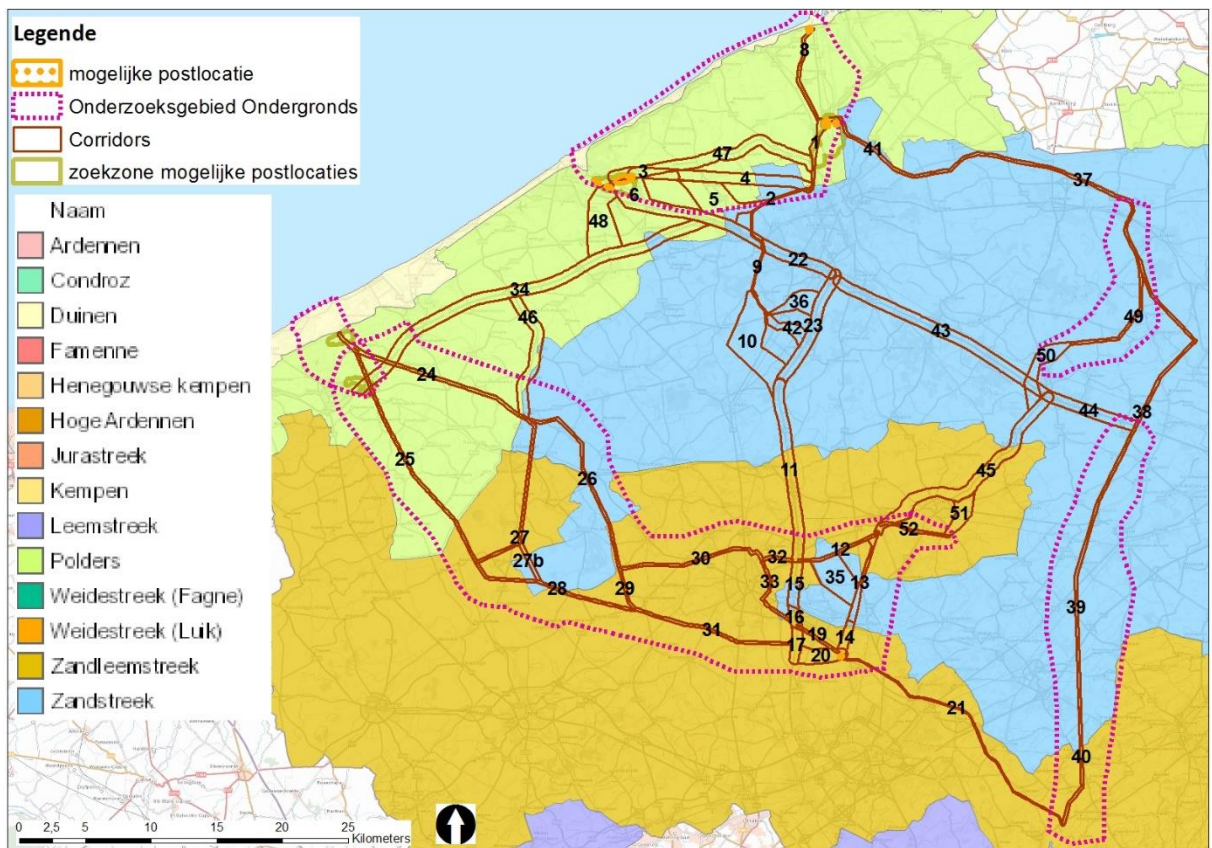 Legende
mogelijke postlocatie
Onderzoeksgebied Ondergronds
Corridors
zoekzone mogelijke postlocaties
Naam
Ardennen
Condroz
Duinen
Famenne
Henegouwse kempen
Hoge Ardennen
Jurastreek
Kempen
Leemstreek
Polders
Weidestreek (Fagne)
Weidestreek (Luik)
Zandleemstreek
Zandstreek
8
1
41
47
3
4
37
6
5
2
48
9
22
34
36
46
42
23
49
10
43
50
24
44
38
25
11
45
26
51
27
52
12
30
32
27b
35
33
15
13
28
29
39
16
31
19
14
17
20
21
40
0 2,5 5 10 15 20 25
Kilometers